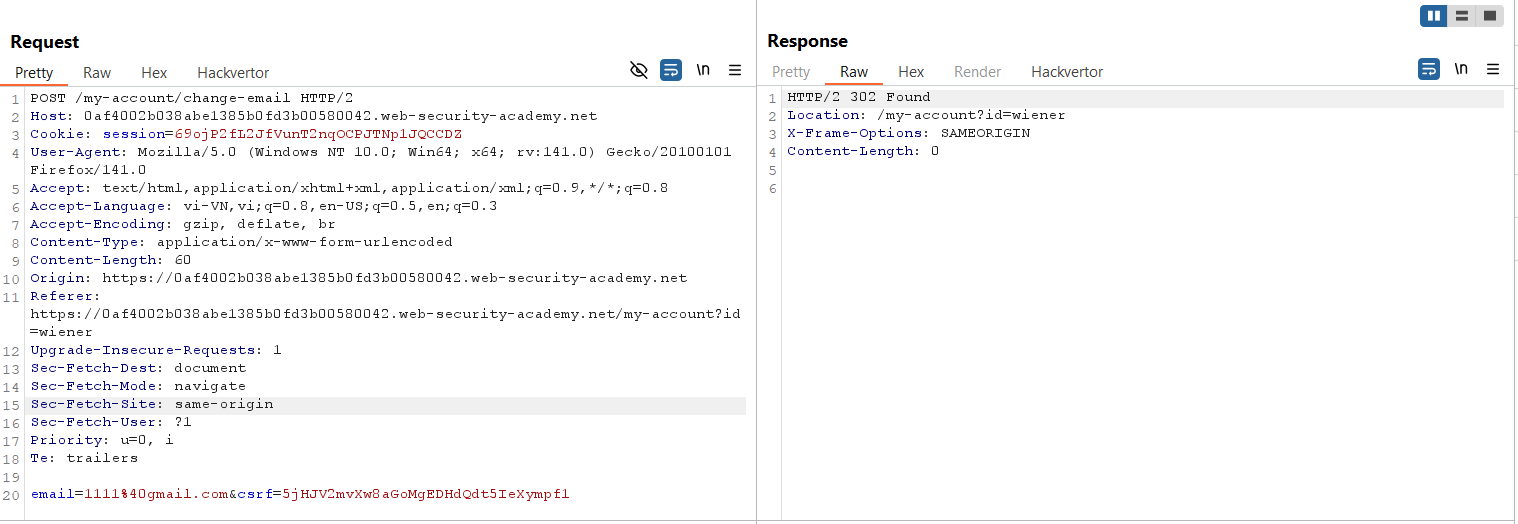 Request
Pretty Raw Hex Hackvertor \n
1 POST /my-account/change-email HTTP/2
2 Host: 0af4002b038abe1385b0fd3b00580042.web-security-academy.net
3 Cookie: session=69ojP2fL2JfVunT2nqOCPJTNp1JQCCDZ
4 User-Agent: Mozilla/5.0 (Windows NT 10.0; Win64; x64; rv:141.0) Gecko/20100101
Firefox/141.0
5 Accept: text/html,application/xhtml+xml,application/xml;q=0.9,*/*;q=0.8
6 Accept-Language: vi-VN,vi;q=0.8,en-US;q=0.5,en;q=0.3
7 Accept-Encoding: gzip, deflate, br
8 Content-Type: application/x-www-form-urlencoded
9 Content-Length: 60
10 Origin: https://0af4002b038abe1385b0fd3b00580042.web-security-academy.net
11 Referer:
https://0af4002b038abe1385b0fd3b00580042.web-security-academy.net/my-account?id
=wiener
12 Upgrade-Insecure-Requests: 1
13 Sec-Fetch-Dest: document
14 Sec-Fetch-Mode: navigate
15 Sec-Fetch-Site: same-origin
16 Sec-Fetch-User: ?1
17 Priority: u=0, i
18 Te: trailers
19
20 email=1111%40gmail.com&csrf=5jHJV2mvXw8aGoMgEDHdQdt5IeXympf1
Response
Pretty Raw Hex Render Hackvertor \n
1 HTTP/2 302 Found
2 Location: /my-account?id=wiener
3 X-Frame-Options: SAMEORIGIN
4 Content-Length: 0
5
6